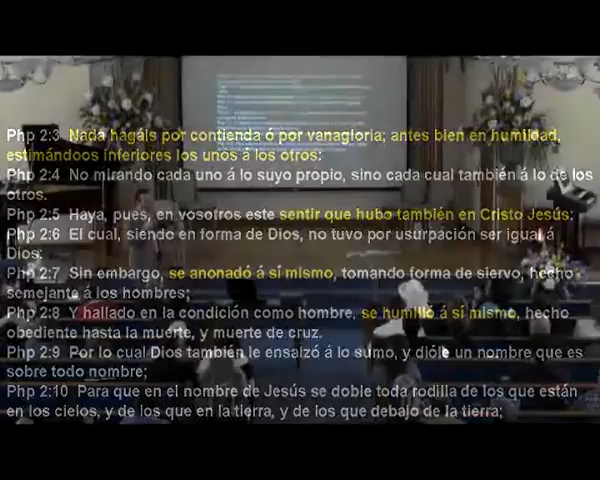 Php 2:3 Nada hagáis por contienda ó por vanagloria; antes bien en humildad,
estimándoos inferiores los unos á los otros:
Php 2:4 No mirando cada uno á lo suyo propio, sino cada cual también á lo de los
otros.
Php 2:5 Haya, pues, en vosotros este sentir que hubo también en Cristo Jesús:
Php 2:6 El cual, siendo en forma de Dios, no tuvo por usurpación ser igual á
Dios:
Php 2:7 Sin embargo, se anonadó á sí mismo, tomando forma de siervo, hecho
semejante á los hombres;
Php 2:8 Y hallado en la condición como hombre, se humilló á sí mismo, hecho
obediente hasta la muerte, y muerte de cruz.
Php 2:9 Por lo cual Dios también le ensalzó á lo sumo, y dióle un nombre que es
sobre todo nombre;
Php 2:10 Para que en el nombre de Jesús se doble toda rodilla de los que están
en los cielos, y de los que en la tierra, y de los que debajo de la tierra;